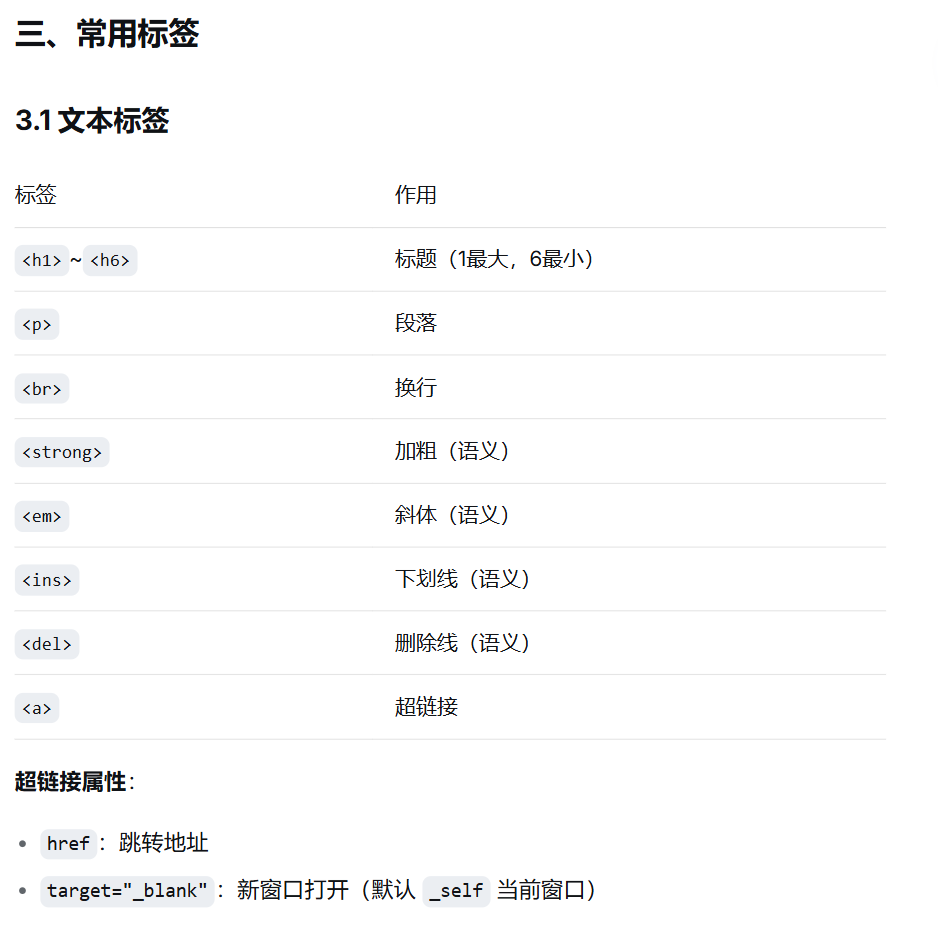 三、常用标签
3.1 文本标签
标签 作用
<h1> ~ <h6> 标题（1最大，6最小）
<p> 段落
<br> 换行
<strong> 加粗（语义）
<em> 斜体（语义）
<ins> 下划线（语义）
<del> 删除线（语义）
<a> 超链接
超链接属性：
• href：跳转地址
• target="_blank"：新窗口打开（默认 _self 当前窗口）